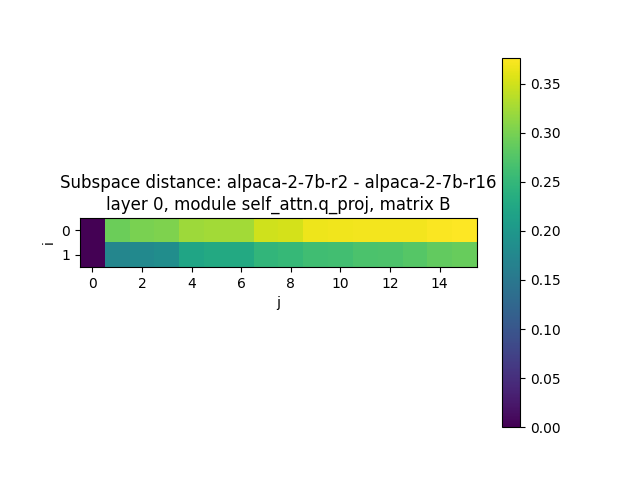 Subspace distance: alpaca-2-7b-r2 - alpaca-2-7b-r16
layer 0, module self_attn.q_proj, matrix B
i
0
1
0 2 4 6 8 10 12 14
j
0.35
0.30
0.25
0.20
0.15
0.10
0.05
0.00